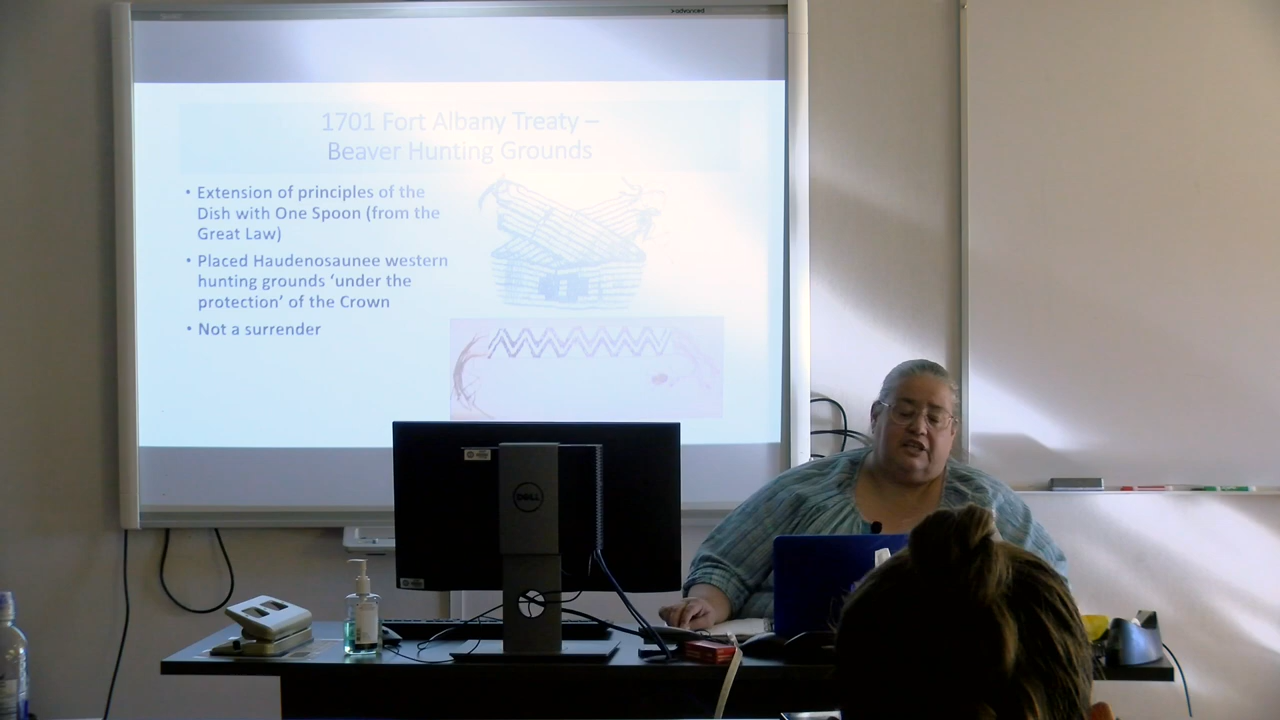 1701 Fort Albany Treaty –
Beaver Hunting Grounds
• Extension of principles of the
Dish with One Spoon (from the
Great Law)
• Placed Haudenosaunee western
hunting grounds ‘under the
protection’ of the Crown
• Not a surrender
DELL